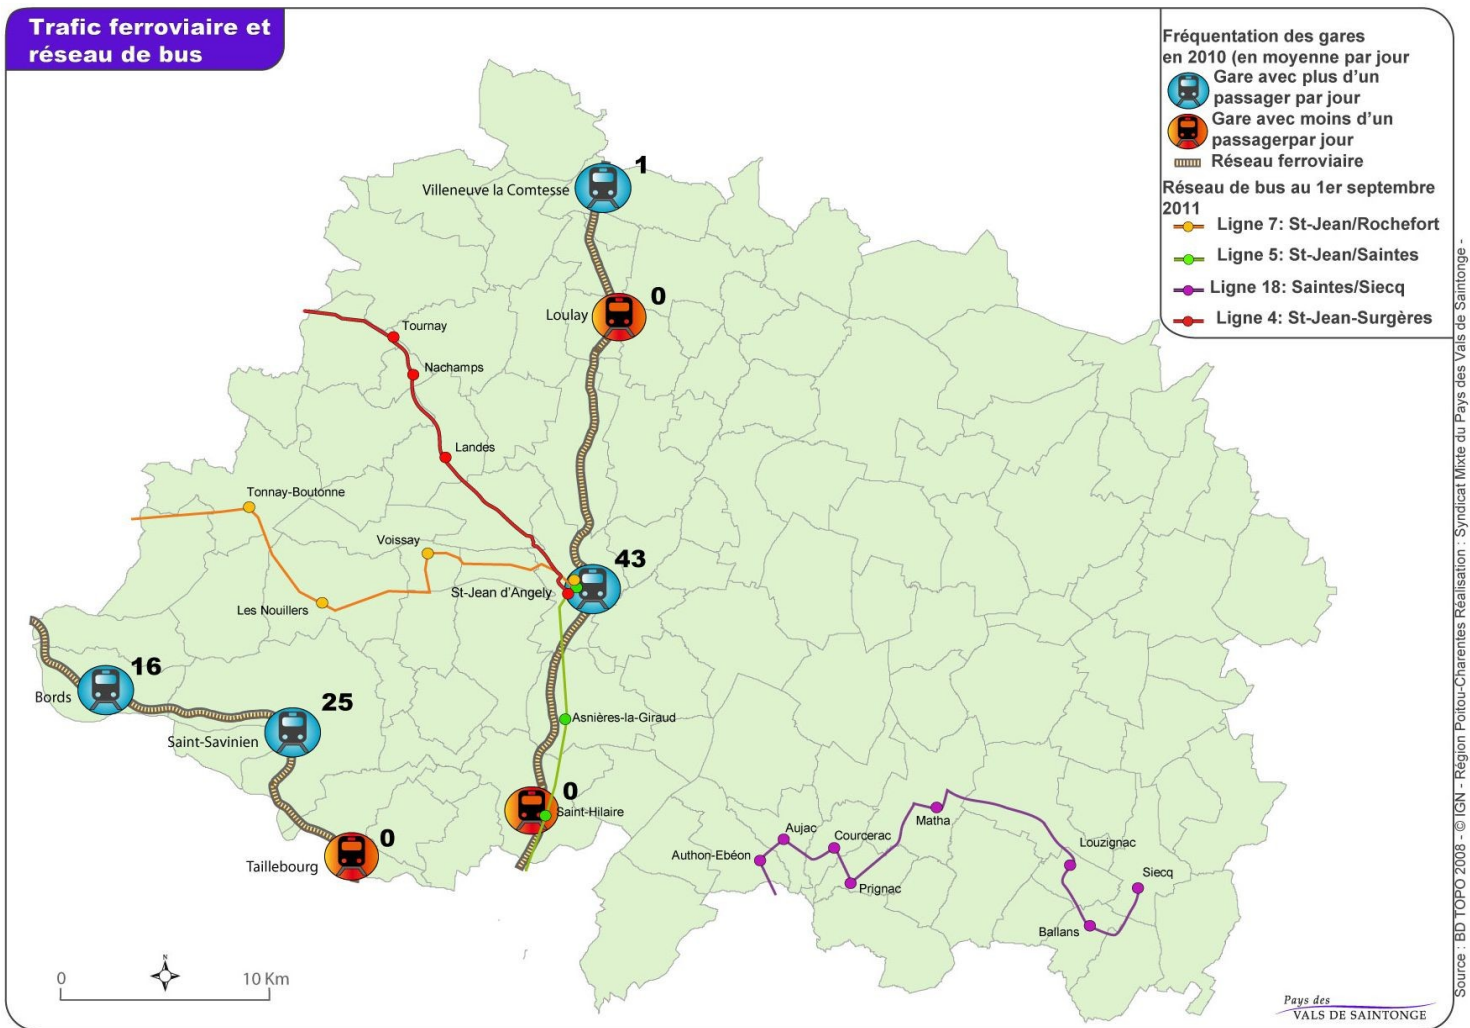 Trafic ferroviaire et
réseau de bus
Fréquentation des gares
en 2010 (en moyenne par jour
Gare avec plus d'un
passager par jour
Gare avec moins d'un
passagerpar jour
Réseau ferroviaire
Réseau de bus au 1er septembre
2011
Ligne 7: St-Jean/Rochefort
Ligne 5: St-Jean/Saintes
Ligne 18: Saintes/Siecq
Ligne 4: St-Jean-Surgères
1
Villeneuve la Comtesse
0
Loulay
Tournay
Nachamps
Landes
Tonnay-Boutonne
Voissay
43
St-Jean d'Angely
Les Nouillers
16
Bords
25
Saint-Savinien
Asnières-la-Giraud
0
Saint-Hilaire
0
Taillebourg
Matha
Aujac
Courcerac
Authon-Ebéon
Prignac
Louzignac
Siecq
Ballans
N
0
10 Km
Pays des
VALS DE SAINTONGE
Source : BD TOPO 2008 - © IGN - Région Poitou-Charentes Réalisation : Syndicat Mixte du Pays des Vals de Saintonge -